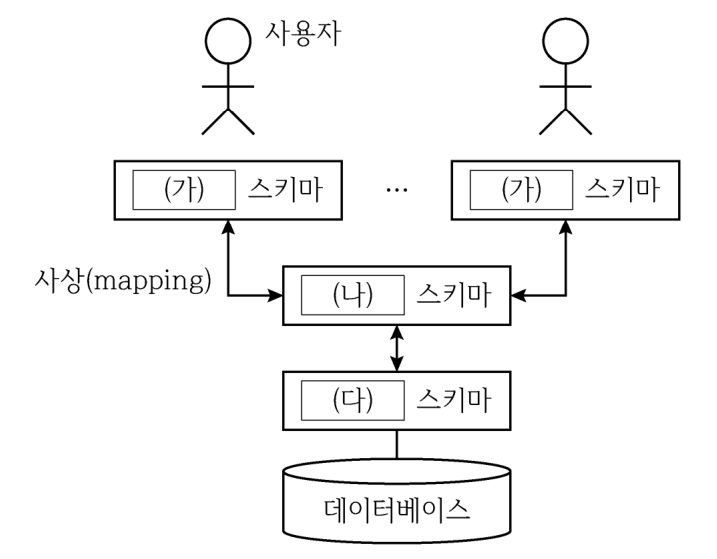 사용자
(가) 스키마 … (가) 스키마
사상(mapping)
(나) 스키마
(다) 스키마
데이터베이스